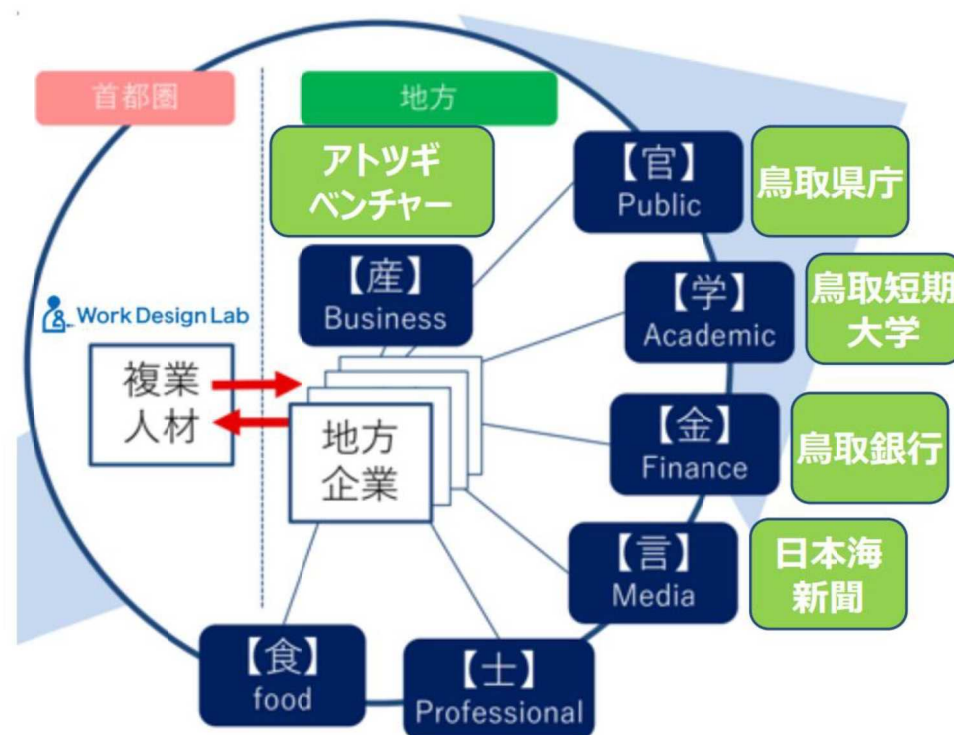 首都圏
地方
アトツギ
ベンチャー
【官】
Public
鳥取県庁
【産】
Business
【学】
Academic
鳥取短期
大学
Work Design Lab
複業
人材
地方
企業
【金】
Finance
鳥取銀行
【言】
Media
日本海
新聞
【食】
food
【士】
Professional